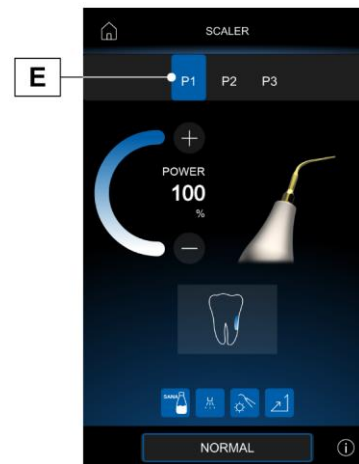 SCALER
E
P1 P2 P3
POWER
100
%
SANA
NORMAL
i